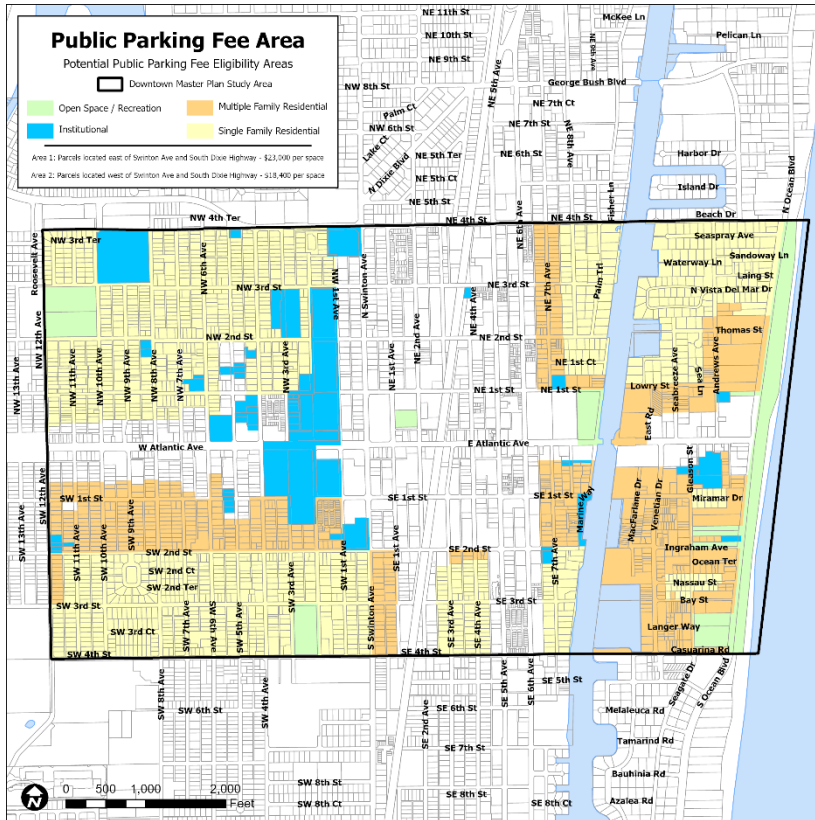 Public Parking Fee Area
Potential Public Parking Fee Eligibility Areas
Downtown Master Plan Study Area
Open Space / Recreation
Multiple Family Residential
Institutional
Single Family Residential
Area 1: Parcels located east of Swinton Ave and South Dixie Highway - $23,000 per space
Area 2: Parcels located west of Swinton Ave and South Dixie Highway - $18,400 per space
NE 11th St
NE 10th St
NE 9th St
McKee Ln
NE 9th Ave
Pelican Ln
NW 8th St
George Bush Blvd
NE 5th Ave
Palm Ct
NE 7th Ct
NW 6th St
NE 7th St
NE 8th Ave
Lake Ct
N Dixie Blvd
NE 5th Ter
NE 6th St
Harbor Dr
NE 5th Ct
Island Dr
NE 5th St
Fisher Ln
N Ocean Blvd
NW 4th Ter
NE 4th St
NE 4th St
Beach Dr
Roosevelt Ave
NW 3rd Ter
NW 6th Ave
NW 1st Ave
N Swinton Ave
NE 6th Ave
Seaspray Ave
Waterway Ln
Sandoway Ln
Laing St
NW 3rd St
NE 3rd St
NE 7th Ave
Palm Trl
N Vista Del Mar Dr
NE 4th Ave
NW 12th Ave
NW 2nd St
NE 2nd St
Thomas St
NW 13th Ave
NW 11th Ave
NW 10th Ave
NW 9th Ave
NW 8th Ave
NW 7th Ave
NW 3rd Ave
NE 1st Ave
NE 2nd Ave
NE 1st Ct
NE 1st St
NE 1st St
Lowry St
Seabreeze Ave
Sea Ln
Andrews Ave
East Rd
W Atlantic Ave
E Atlantic Ave
SW 13th Ave
SW 12th Ave
SW 1st St
SW 11th Ave
SW 10th Ave
SW 9th Ave
SE 1st St
SE 1st St
Marine Way
MacFarlane Dr
Venetian Dr
Gleason St
Miramar Dr
SW 2nd St
SW 2nd Ct
SW 2nd Ter
SW 3rd Ave
SW 1st Ave
SE 1st Ave
SE 2nd St
SE 7th Ave
Ingraham Ave
Ocean Ter
Nassau St
Bay St
SW 3rd St
SW 3rd Ct
SW 7th Ave
SW 6th Ave
SW 5th Ave
S Swinton Ave
SE 3rd Ave
SE 4th Ave
SE 3rd St
Langer Way
SW 4th St
SE 4th St
Casuarina Rd
SW 8th Ave
SW 4th Ave
SE 5th Ave
SE 6th Ave
SE 5th St
Seagate Dr
S Ocean Blvd
SW 6th St
SE 2nd Ave
SE 6th St
Melaleuca Rd
SE 7th St
Tamarind Rd
SW 8th St
Bauhinia Rd
SW 8th Ct
SE 8th St
SE 8th Ct
Azalea Rd
N
0 500 1,000 2,000
Feet